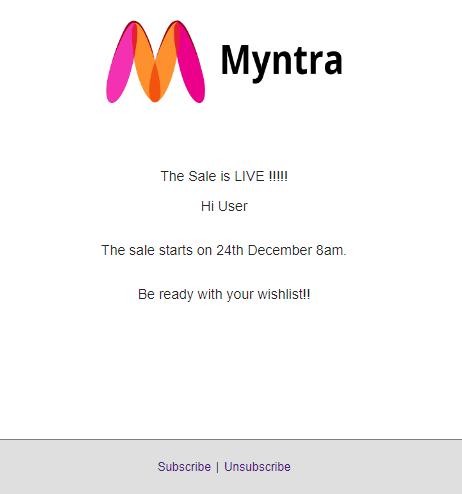 Myntra
The Sale is LIVE !!!!!
Hi User
The sale starts on 24th December 8am.
Be ready with your wishlist!!
Subscribe | Unsubscribe